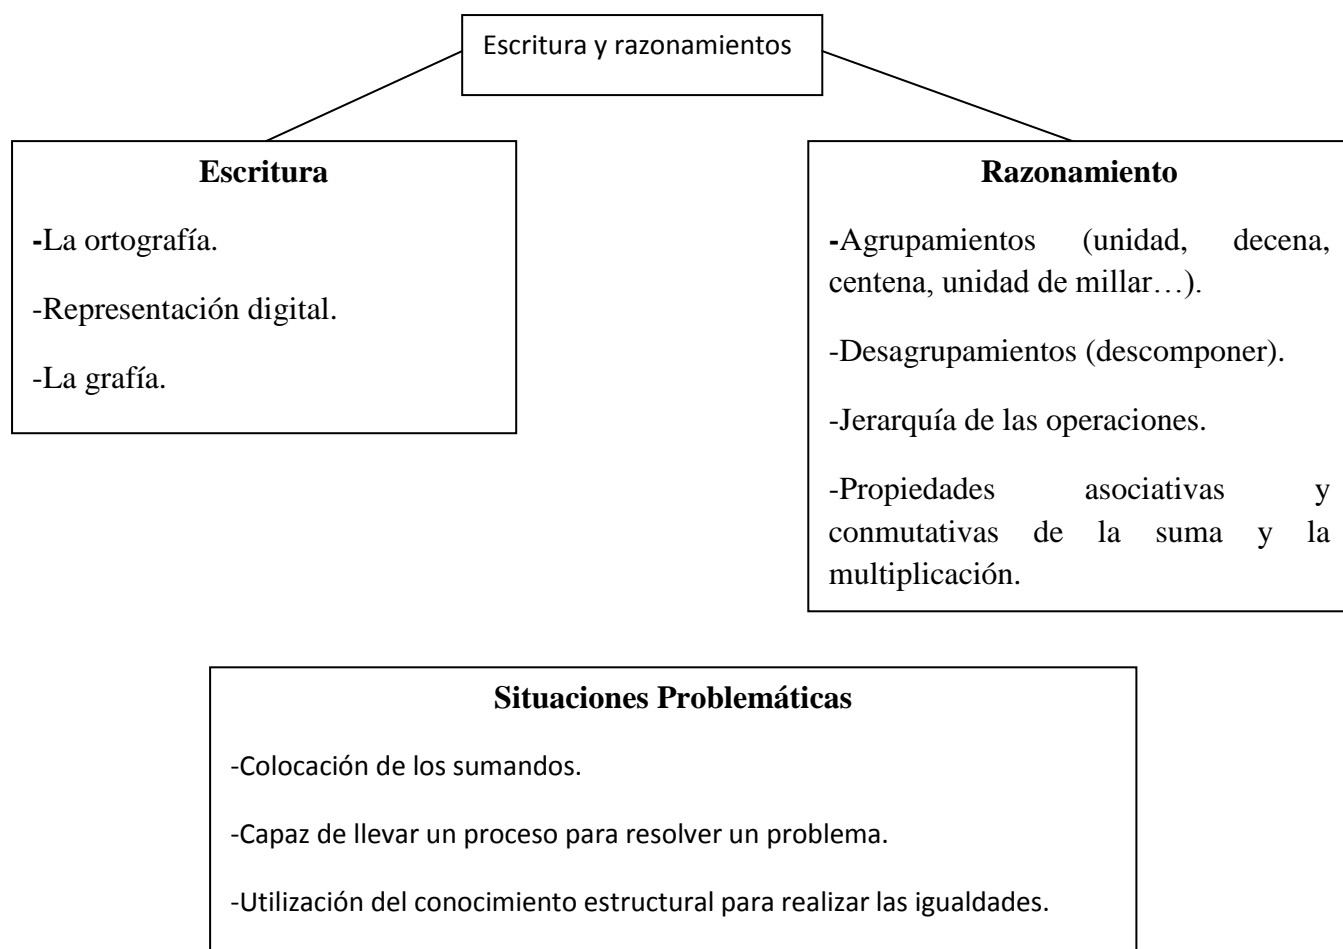 Escritura y razonamientos
Escritura
-La ortografía.
-Representación digital.
-La grafía.
Razonamiento
-Agrupamientos (unidad, decena,
centena, unidad de millar…).
-Desagrupamientos (descomponer).
-Jerarquía de las operaciones.
-Propiedades asociativas y
conmutativas de la suma y la
multiplicación.
Situaciones Problemáticas
-Colocación de los sumandos.
-Capaz de llevar un proceso para resolver un problema.
-Utilización del conocimiento estructural para realizar las igualdades.